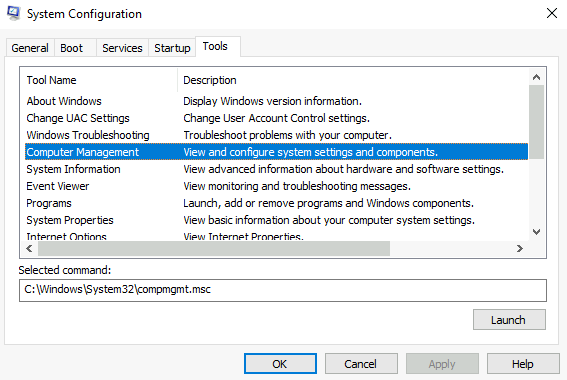 System Configuration
General Boot Services Startup Tools
Tool Name Description
About Windows Display Windows version information.
Change UAC Settings Change User Account Control settings.
Windows Troubleshooting Troubleshoot problems with your computer.
Computer Management View and configure system settings and components.
System Information View advanced information about hardware and software settings.
Event Viewer View monitoring and troubleshooting messages.
Programs Launch, add or remove programs and Windows components.
System Properties View basic information about your computer system settings.
Internet Options View Internet Properties.
Selected command:
C:\Windows\System32\compmgmt.msc
Launch
OK Cancel Apply Help